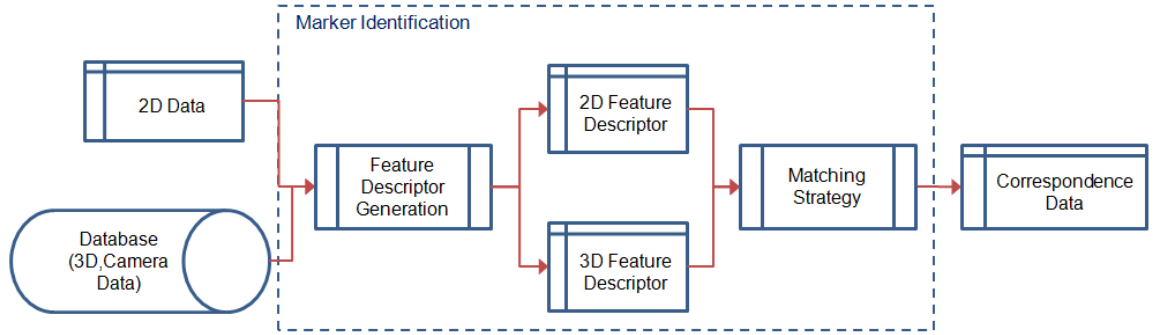 Marker Identification
2D Data
Database
(3D,Camera
Data)
Feature
Descriptor
Generation
2D Feature
Descriptor
3D Feature
Descriptor
Matching
Strategy
Correspondence
Data